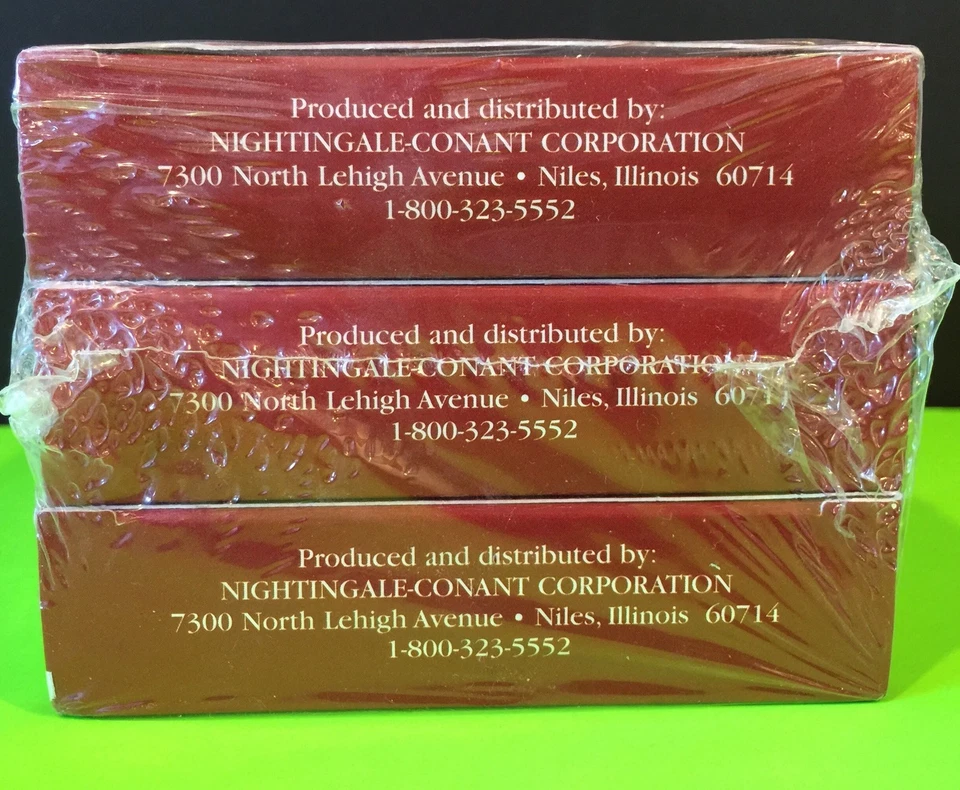 Produced and distributed by:
NIGHTINGALE-CONANT CORPORATION
7300 North Lehigh Avenue • Niles, Illinois 60714
1-800-323-5552
Produced and distributed by:
NIGHTINGALE-CONANT CORPORATION
7300 North Lehigh Avenue • Niles, Illinois 60714
1-800-323-5552
Produced and distributed by:
NIGHTINGALE-CONANT CORPORATION
7300 North Lehigh Avenue • Niles, Illinois 60714
1-800-323-5552